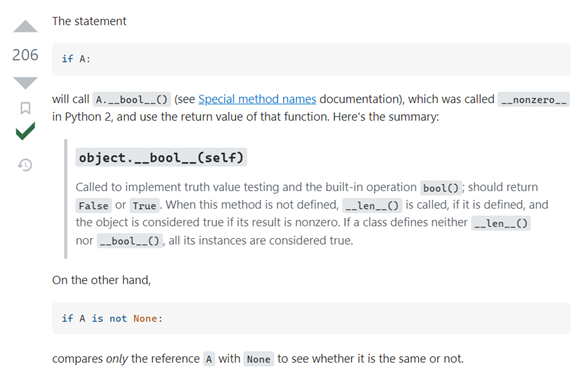 The statement
206
if A:
will call A.__bool__() (see Special method names documentation), which was called __nonzero__
in Python 2, and use the return value of that function. Here's the summary:
object.__bool__(self)
Called to implement truth value testing and the built-in operation bool(); should return
False or True. When this method is not defined, __len__() is called, if it is defined, and
the object is considered true if its result is nonzero. If a class defines neither __len__()
nor __bool__(), all its instances are considered true.
On the other hand,
if A is not None:
compares only the reference A with None to see whether it is the same or not.